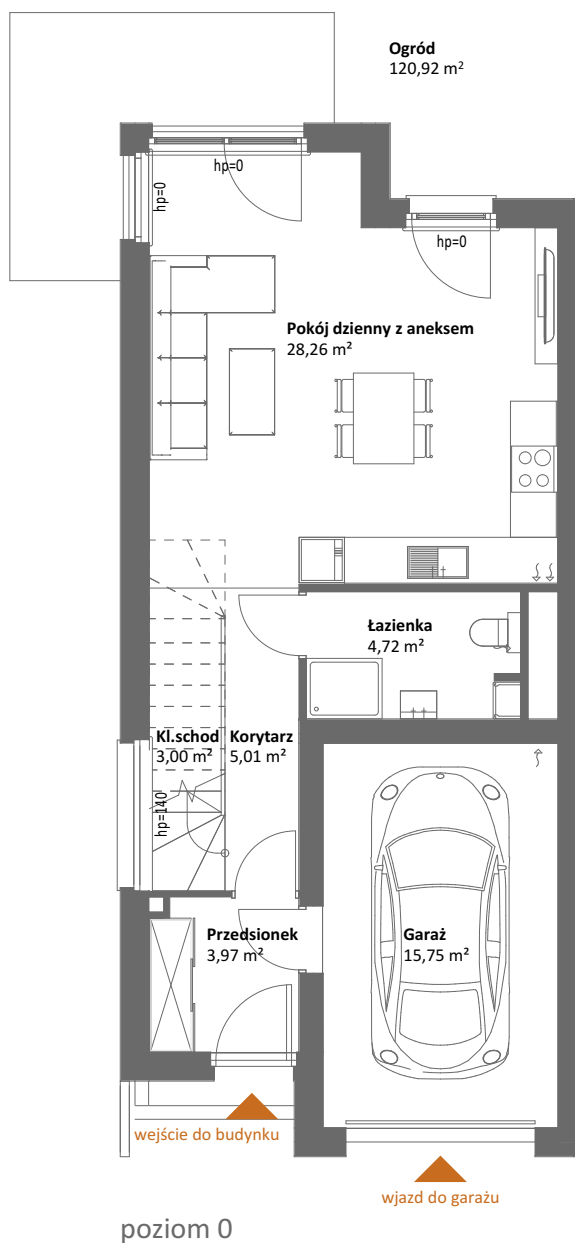 Ogród
120,92 m²
hp=0
hp=0
hp=0
Pokój dzienny z aneksem
28,26 m²
Łazienka
4,72 m²
Kl.schod
3,00 m²
Korytarz
5,01 m²
hp=140
Przedsionek
3,97 m²
Garaż
15,75 m²
wejście do budynku
wjazd do garażu
poziom 0